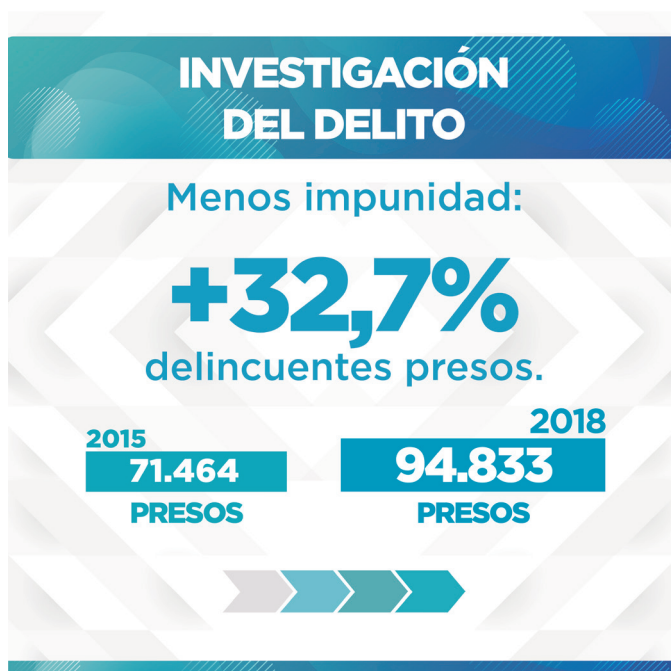 INVESTIGACIÓN
DEL DELITO
Menos impunidad:
+32,7%
delincuentes presos.
2015
71.464
PRESOS
2018
94.833
PRESOS